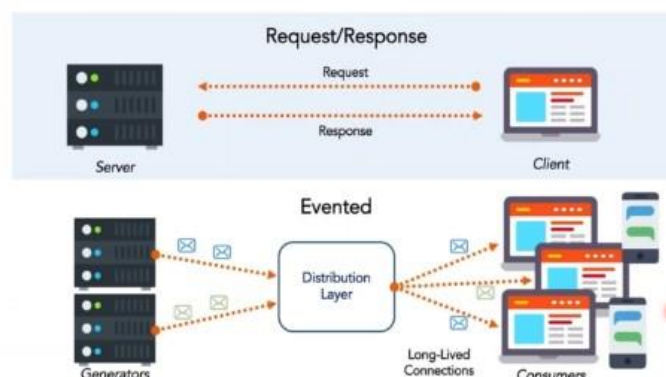 Request/Response
Request
Response
Server
Client
Evented
Distribution
Layer
Long-Lived
Connections
Generators
Consumers